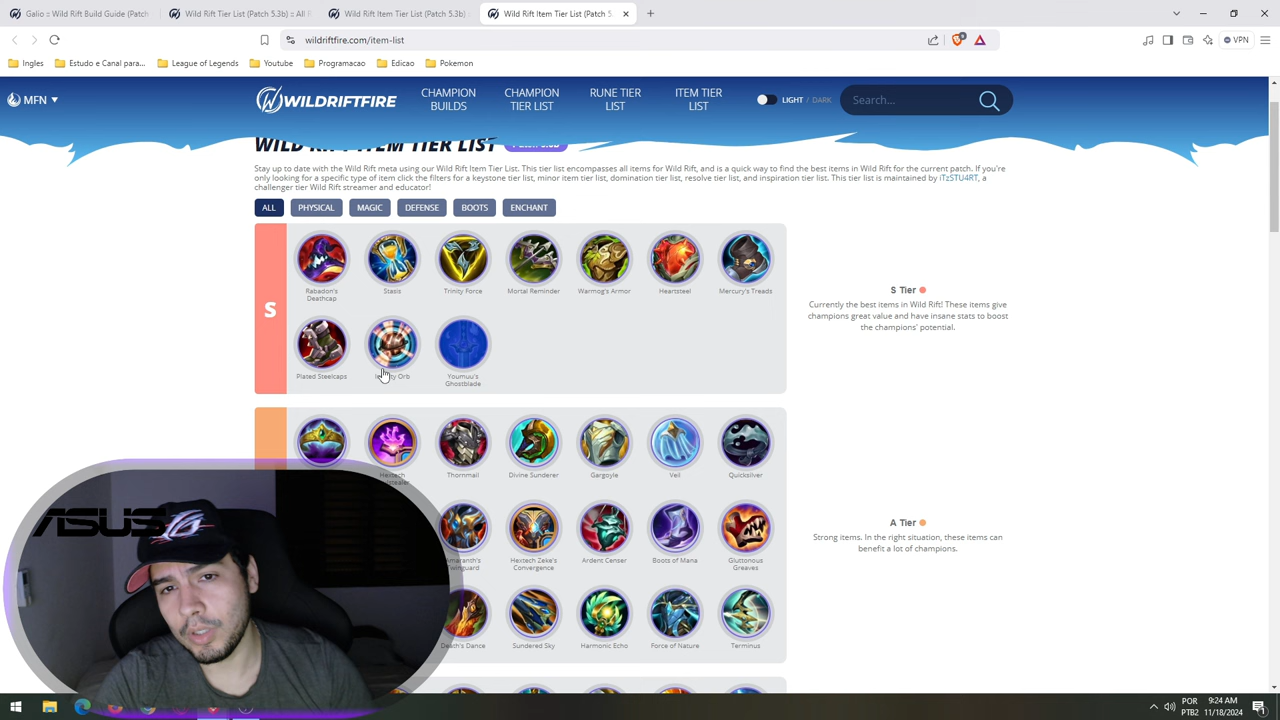 Galio = Wild Rift Build Guide (Patch
Wild Rift Tier List (Patch 5.3b) = All
Wild Rift Item Tier List (Patch 5.3b)
Wild Rift Item Tier List (Patch 5.
wildriftfire.com/item-list
VPN
Ingles
Estudo e Canal para...
League of Legends
Youtube
Programacao
Edicao
Pokemon
MFN
WILDRIFTFIRE
CHAMPION BUILDS
CHAMPION TIER LIST
RUNE TIER LIST
ITEM TIER LIST
LIGHT / DARK
Search...
WILD RIFT ITEM TIER LIST
Stay up to date with the Wild Rift meta using our Wild Rift Item Tier List. This tier list encompasses all items for Wild Rift, and is a quick way to find the best items in Wild Rift for the current patch. If you're
only looking for a specific type of item click the filters for a keystone tier list, minor item tier list, domination tier list, resolve tier list, and inspiration tier list. This tier list is maintained by iTzSTU4RT, a
challenger tier Wild Rift streamer and educator!
ALL
PHYSICAL
MAGIC
DEFENSE
BOOTS
ENCHANT
S
Rabadon's Deathcap
Stasis
Trinity Force
Mortal Reminder
Warmog's Armor
Heartsteel
Mercury's Treads
Plated Steelcaps
Orb
Youmuu's Ghostblade
S Tier
Currently the best items in Wild Rift! These items give
champions great value and have insane stats to boost
the champions' potential.
Hextech
Thornmail
Divine Sunderer
Gargoyle
Veil
Quicksilver
Hextech Zeke's Convergence
Ardent Censer
Boots of Mana
Gluttonous Greaves
Death's Dance
Sundered Sky
Harmonic Echo
Force of Nature
Terminus
A Tier
Strong items. In the right situation, these items can
benefit a lot of champions.
ASUS
POR
PTB2
9:24 AM
11/18/2024